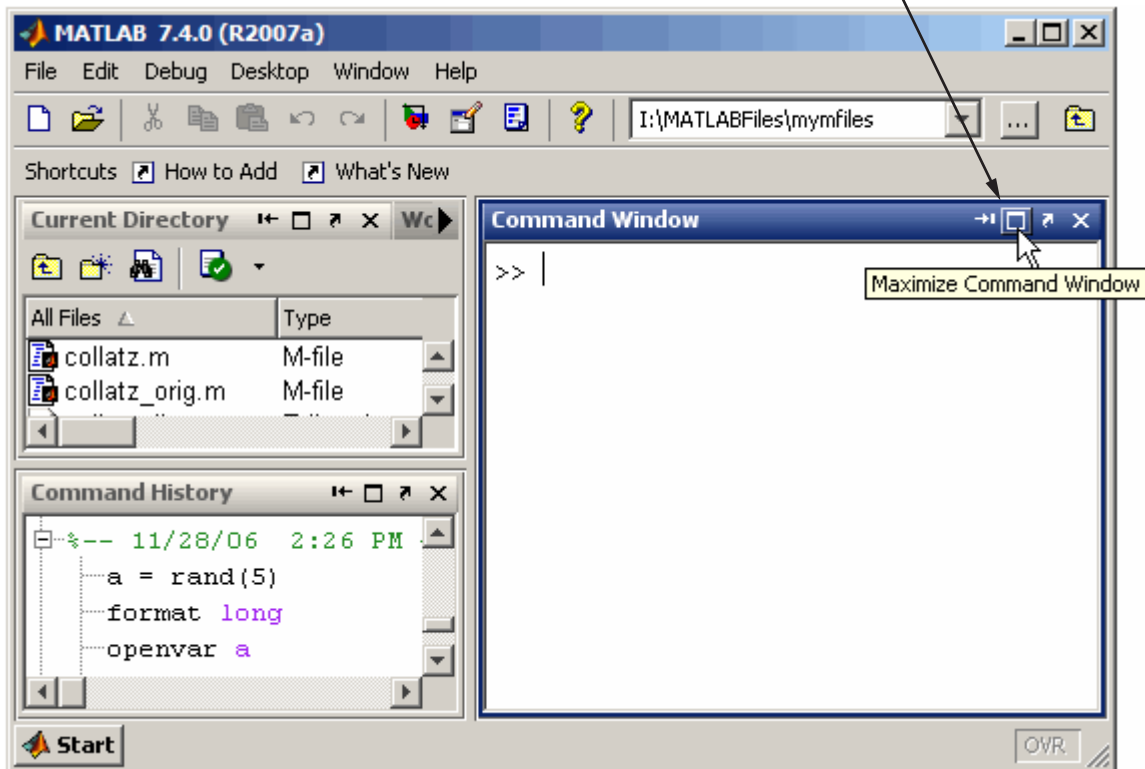 MATLAB 7.4.0 (R2007a)
File Edit Debug Desktop Window Help
I:\MATLABFiles\mymfiles ...
Shortcuts How to Add What's New
Current Directory Wc
Command Window
>>
Maximize Command Window
All Files Type
collatz.m M-file
collatz_orig.m M-file
Command History
%-- 11/28/06 2:26 PM
a = rand(5)
format long
openvar a
Start
OVR